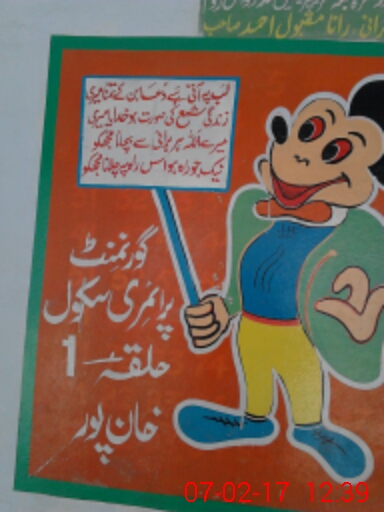 رانا مقبول احمد صاحب
لب پہ آتی ہے دعا بن کے تمنا میری
زندگی شمع کی صورت ہو خدایا میری
میرے اللہ ہر برائی سے بچانا مجھکو
نیک جو راہ ہو اس راہ پہ چلانا مجھکو
گورنمنٹ
پرائمری سکول
حلقہ 1
خان پور
07-02-17 12:39